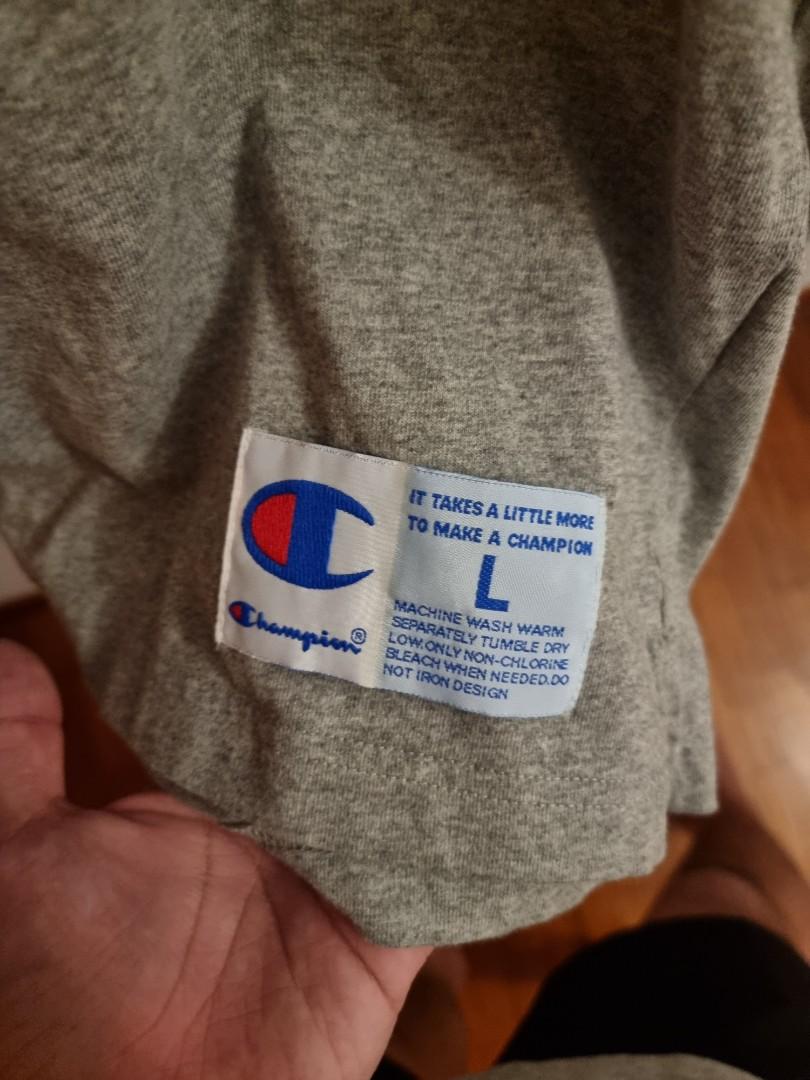 Champion®
IT TAKES A LITTLE MORE
TO MAKE A CHAMPION
L
MACHINE WASH WARM
SEPARATELY TUMBLE DRY
LOW.ONLY NON-CHLORINE
BLEACH WHEN NEEDED.DO
NOT IRON DESIGN